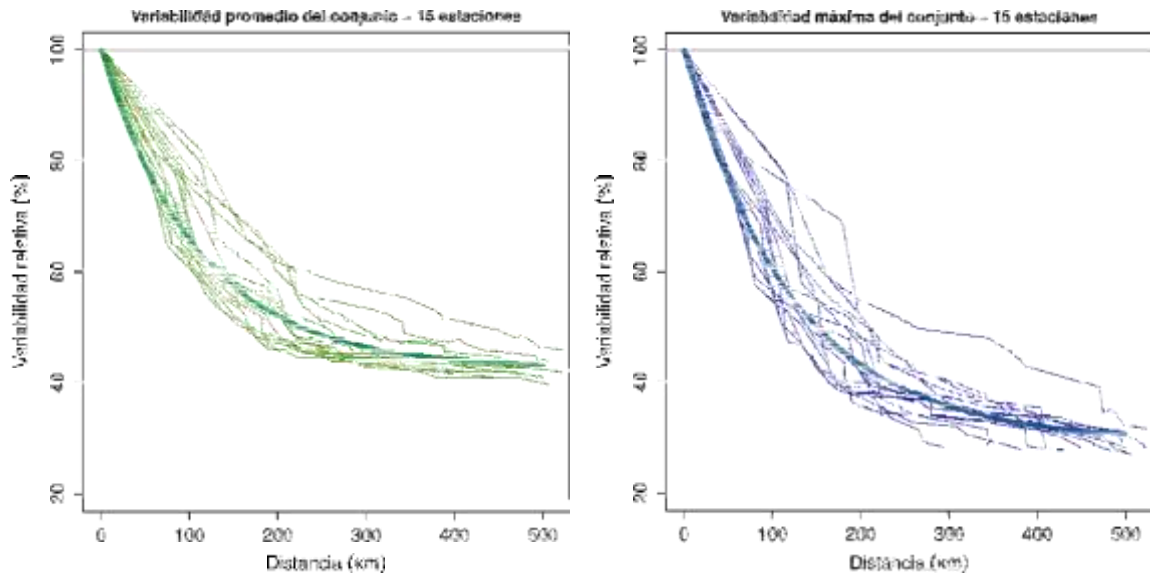 Variabilidad promedio del conjunto – 15 estaciones
Variabilidad relativa (%)
100
80
60
40
20
0 100 200 300 400 500
Distancia (km)
Variabilidad máxima del conjunto – 15 estaciones
Variabilidad relativa (%)
100
80
60
40
20
0 100 200 300 400 500
Distancia (km)